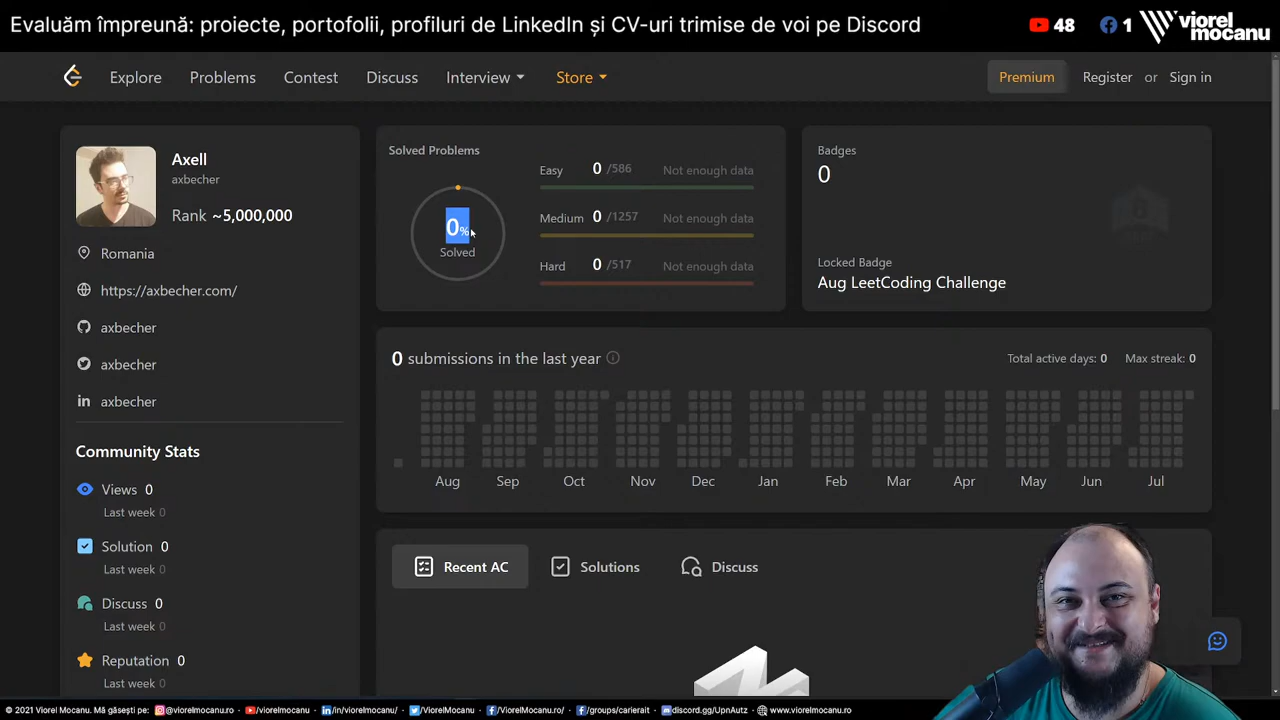 Evaluăm împreună: proiecte, portofolii, profiluri de LinkedIn și CV-uri trimise de voi pe Discord
48
1
viorel mocanu
Explore
Problems
Contest
Discuss
Interview
Store
Premium
Register
or
Sign in
Axell
axbecher
Rank ~5,000,000
Romania
https://axbecher.com/
axbecher
axbecher
axbecher
Community Stats
Views 0
Last week 0
Solution 0
Last week 0
Discuss 0
Last week 0
Reputation 0
Last week 0
Solved Problems
0%
Solved
Easy 0 /586 Not enough data
Medium 0 /1257 Not enough data
Hard 0 /517 Not enough data
Badges
0
Locked Badge
Aug LeetCoding Challenge
0 submissions in the last year
Total active days: 0
Max streak: 0
Aug Sep Oct Nov Dec Jan Feb Mar Apr May Jun Jul
Recent AC
Solutions
Discuss
© 2021 Viorel Mocanu. Mă găsești pe: @viorelmocanu.ro /viorelmocanu.ro /in/viorelmocanu/ /ViorelMocanu /ViorelMocanu.ro/ /groups/carierait discord.gg/UpnAutz www.viorelmocanu.ro